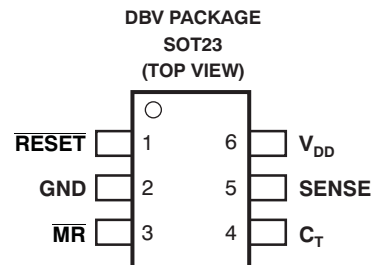 DBV PACKAGE
SOT23
(TOP VIEW)
RESET 1 6 VDD
GND 2 5 SENSE
MR 3 4 CT